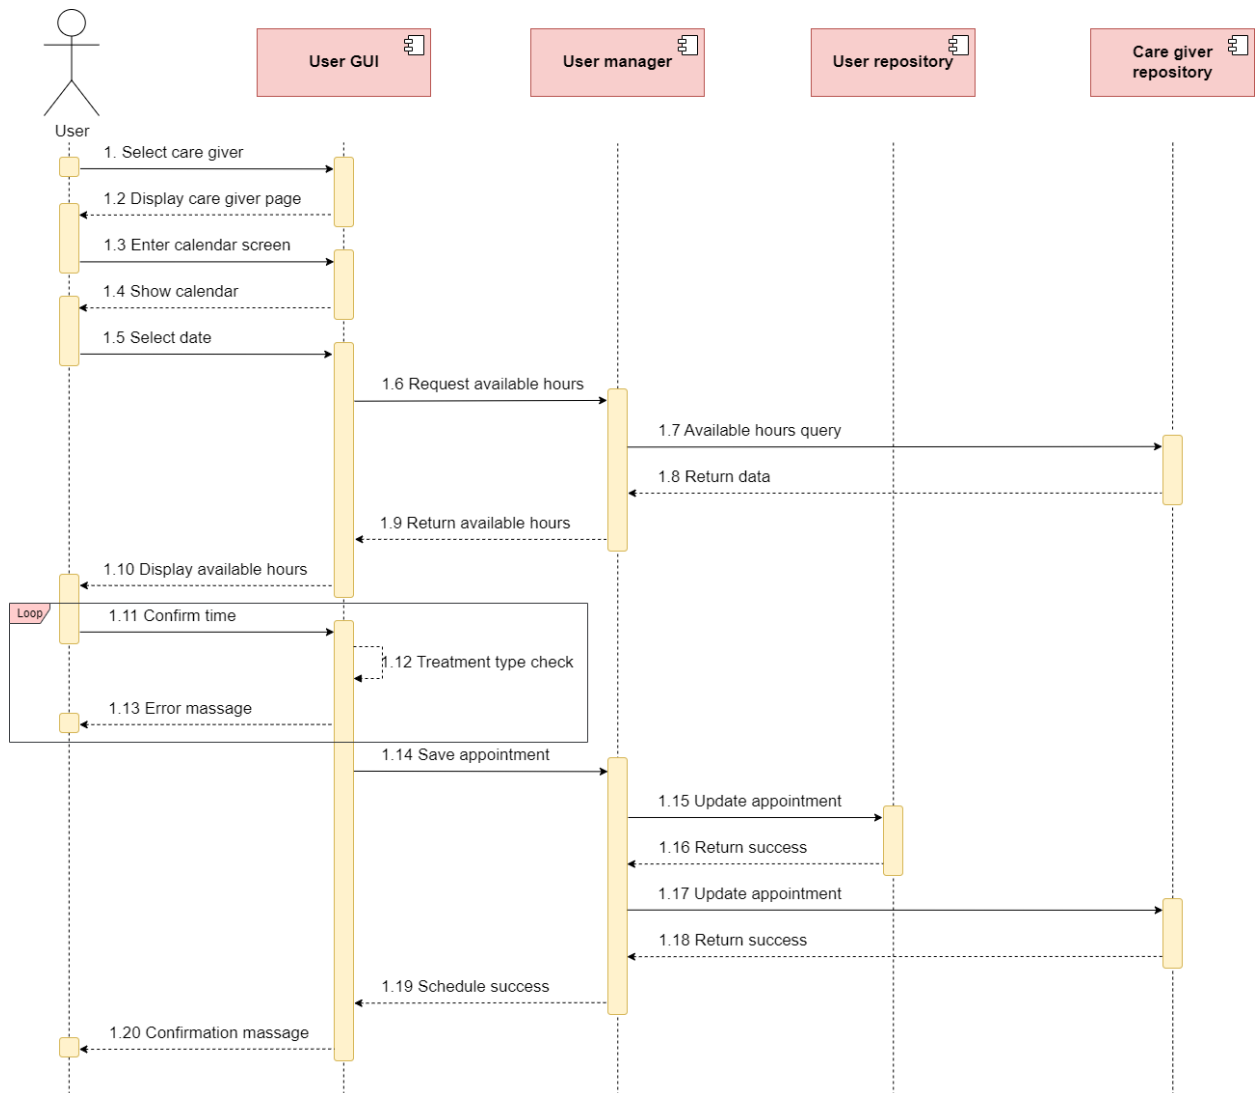 User GUI
User manager
User repository
Care giver
repository
User
1. Select care giver
1.2 Display care giver page
1.3 Enter calendar screen
1.4 Show calendar
1.5 Select date
1.6 Request available hours
1.7 Available hours query
1.8 Return data
1.9 Return available hours
1.10 Display available hours
Loop
1.11 Confirm time
1.12 Treatment type check
1.13 Error massage
1.14 Save appointment
1.15 Update appointment
1.16 Return success
1.17 Update appointment
1.18 Return success
1.19 Schedule success
1.20 Confirmation massage